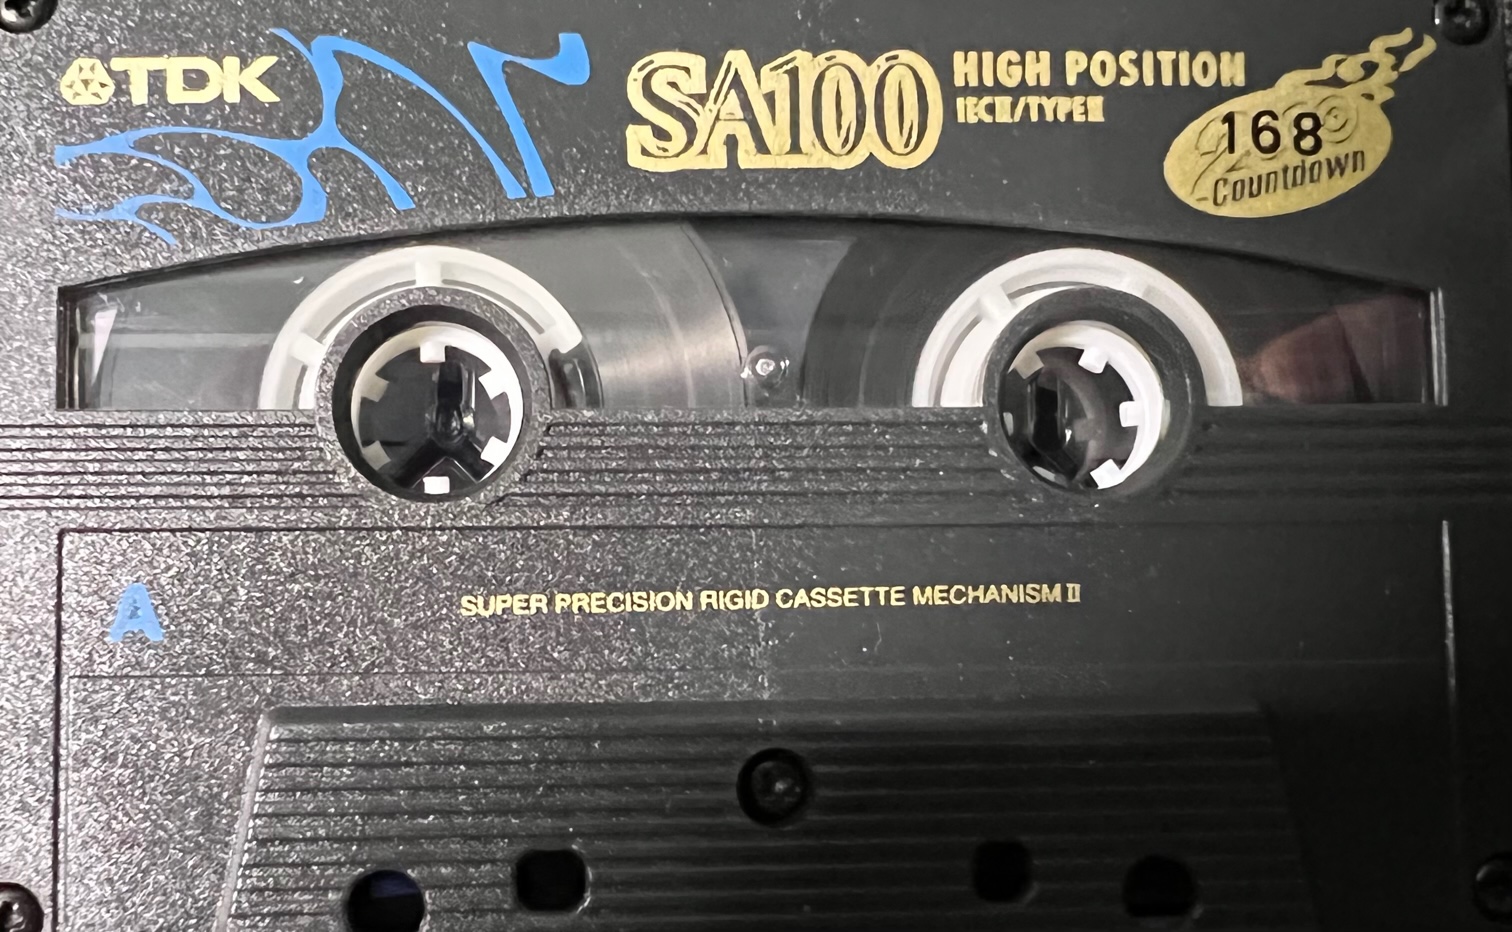 TDK
SA100
HIGH POSITION
IECII/TYPEII
168
Countdown
A
SUPER PRECISION RIGID CASSETTE MECHANISM II